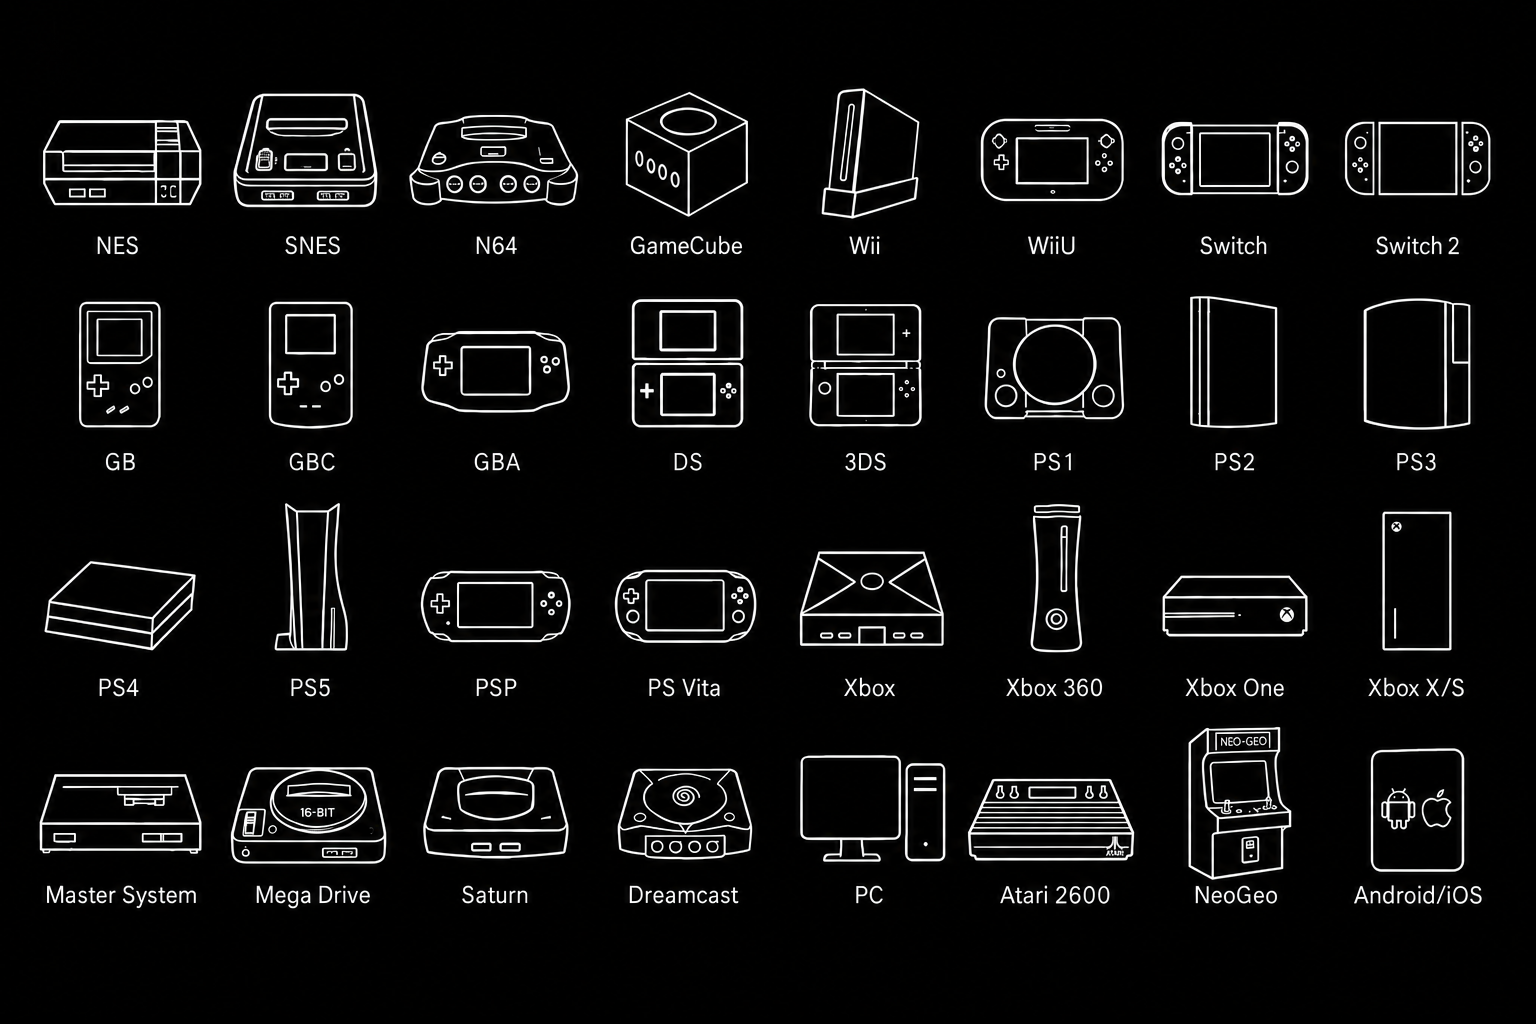 NES
SNES
N64
GameCube
Wii
WiiU
Switch
Switch 2
GB
GBC
GBA
DS
3DS
PS1
PS2
PS3
PS4
PS5
PSP
PS Vita
Xbox
Xbox 360
Xbox One
Xbox X/S
16-BIT
ATARI
NEO-GEO
Master System
Mega Drive
Saturn
Dreamcast
PC
Atari 2600
NeoGeo
Android/iOS